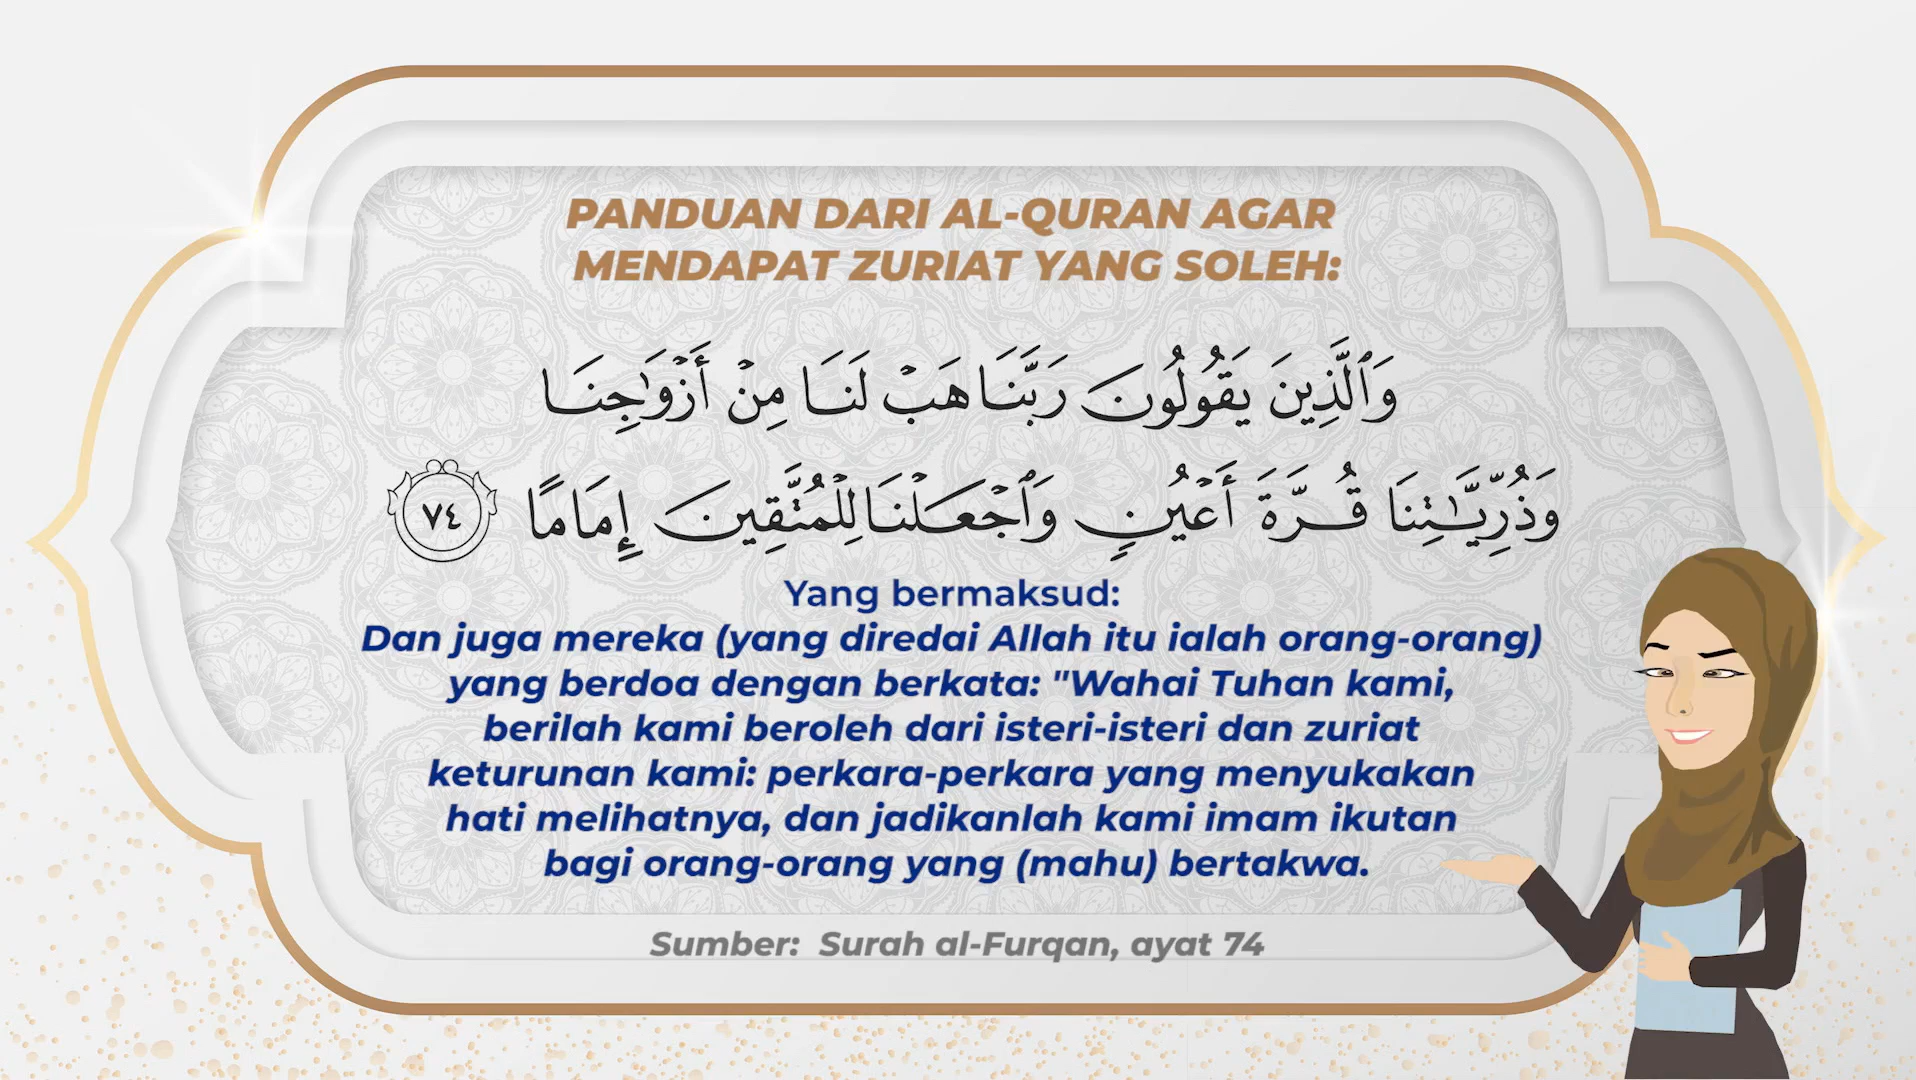 PANDUAN DARI AL-QURAN AGAR
MENDAPAT ZURIAT YANG SOLEH:
وَٱلَّذِينَ يَقُولُونَ رَبَّنَا هَبۡ لَنَا مِنۡ أَزۡوَٰجِنَا
وَذُرِّيَّـٰتِنَا قُرَّةَ أَعۡيُنٖ وَٱجۡعَلۡنَا لِلۡمُتَّقِينَ إِمَامًا ٧٤
Yang bermaksud:
Dan juga mereka (yang diredai Allah itu ialah orang-orang)
yang berdoa dengan berkata: "Wahai Tuhan kami,
berilah kami beroleh dari isteri-isteri dan zuriat
keturunan kami: perkara-perkara yang menyukakan
hati melihatnya, dan jadikanlah kami imam ikutan
bagi orang-orang yang (mahu) bertakwa.
Sumber: Surah al-Furqan, ayat 74